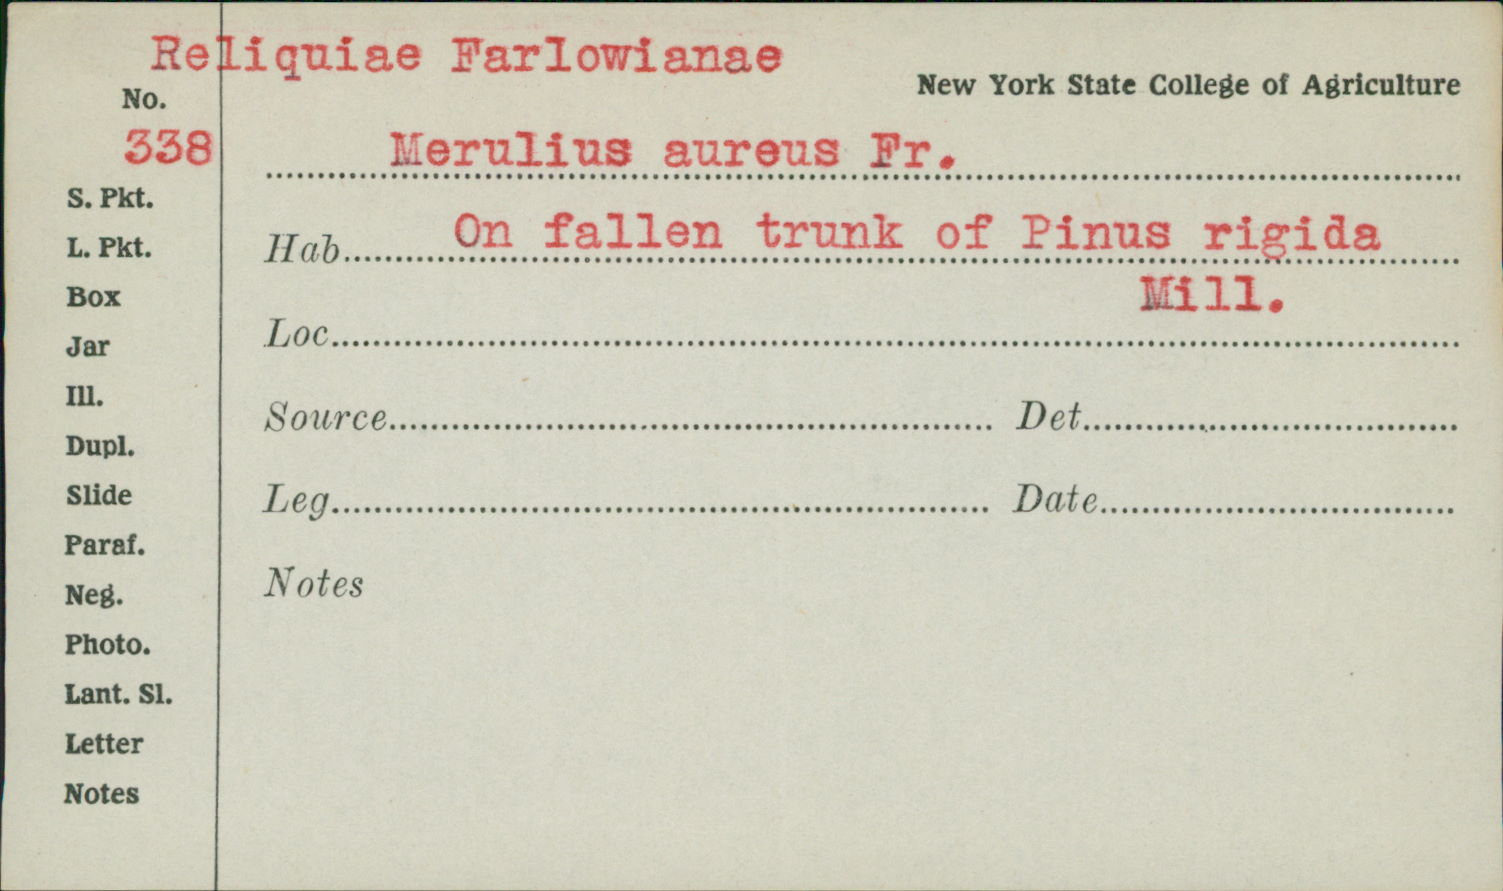 Reliquiae Farlowianae
New York State College of Agriculture
No.
338
Merulius aureus Fr.
S. Pkt.
L. Pkt.
Hab. On fallen trunk of Pinus rigida
Mill.
Box
Jar
Loc.
Ill.
Source Det.
Dupl.
Slide
Leg. Date
Paraf.
Neg.
Notes
Photo.
Lant. Sl.
Letter
Notes